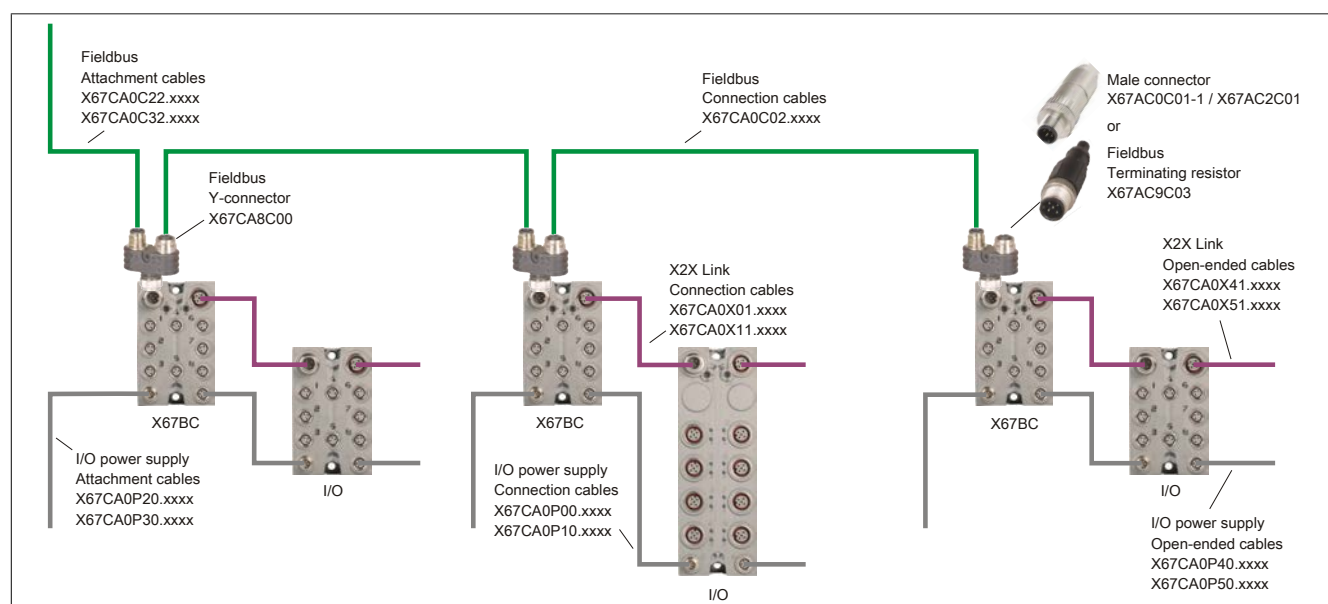 Fieldbus
Attachment cables
X67CA0C22.xxxx
X67CA0C32.xxxx
Fieldbus
Y-connector
X67CA8C00
Fieldbus
Connection cables
X67CA0C02.xxxx
Male connector
X67AC0C01-1 / X67AC2C01
or
Fieldbus
Terminating resistor
X67AC9C03
X2X Link
Connection cables
X67CA0X01.xxxx
X67CA0X11.xxxx
X2X Link
Open-ended cables
X67CA0X41.xxxx
X67CA0X51.xxxx
X67BC
X67BC
X67BC
I/O power supply
Attachment cables
X67CA0P20.xxxx
X67CA0P30.xxxx
I/O
I/O power supply
Connection cables
X67CA0P00.xxxx
X67CA0P10.xxxx
I/O
I/O
I/O power supply
Open-ended cables
X67CA0P40.xxxx
X67CA0P50.xxxx